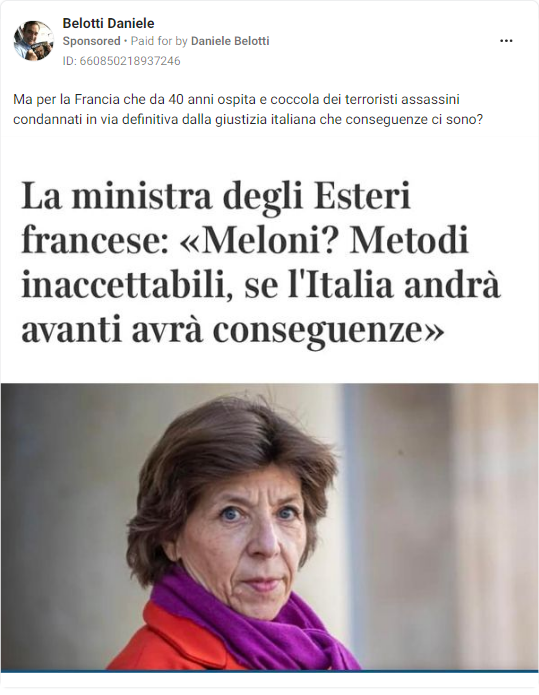 Belotti Daniele
Sponsored • Paid for by Daniele Belotti
ID: 660850218937246
Ma per la Francia che da 40 anni ospita e coccola dei terroristi assassini
condannati in via definitiva dalla giustizia italiana che conseguenze ci sono?
La ministra degli Esteri
francese: «Meloni? Metodi
inaccettabili, se l'Italia andrà
avanti avrà conseguenze»